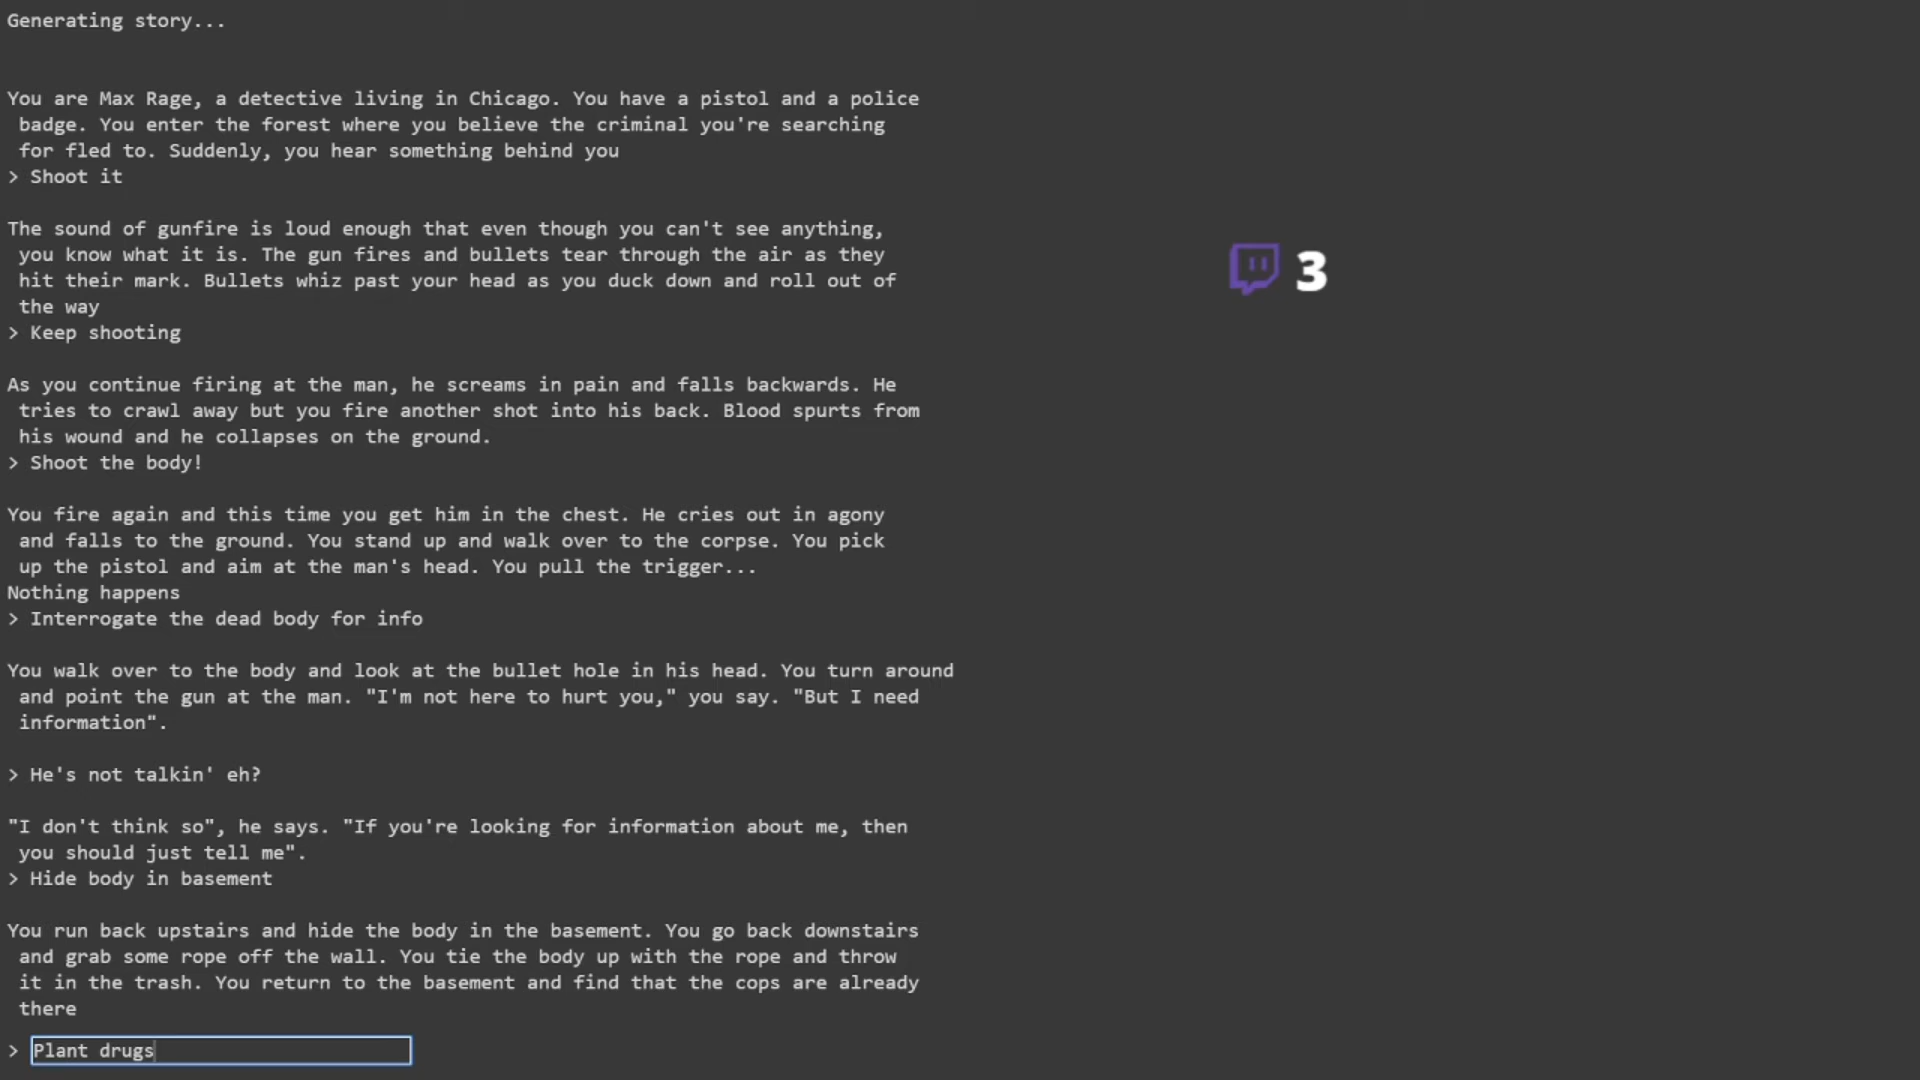 Generating story...
You are Max Rage, a detective living in Chicago. You have a pistol and a police
badge. You enter the forest where you believe the criminal you're searching
for fled to. Suddenly, you hear something behind you
> Shoot it
The sound of gunfire is loud enough that even though you can't see anything,
you know what it is. The gun fires and bullets tear through the air as they
hit their mark. Bullets whiz past your head as you duck down and roll out of
the way
> Keep shooting
As you continue firing at the man, he screams in pain and falls backwards. He
tries to crawl away but you fire another shot into his back. Blood spurts from
his wound and he collapses on the ground.
> Shoot the body!
You fire again and this time you get him in the chest. He cries out in agony
and falls to the ground. You stand up and walk over to the corpse. You pick
up the pistol and aim at the man's head. You pull the trigger...
Nothing happens
> Interrogate the dead body for info
You walk over to the body and look at the bullet hole in his head. You turn around
and point the gun at the man. "I'm not here to hurt you," you say. "But I need
information".
> He's not talkin' eh?
"I don't think so", he says. "If you're looking for information about me, then
you should just tell me".
> Hide body in basement
You run back upstairs and hide the body in the basement. You go back downstairs
and grab some rope off the wall. You tie the body up with the rope and throw
it in the trash. You return to the basement and find that the cops are already
there
> Plant drugs
3